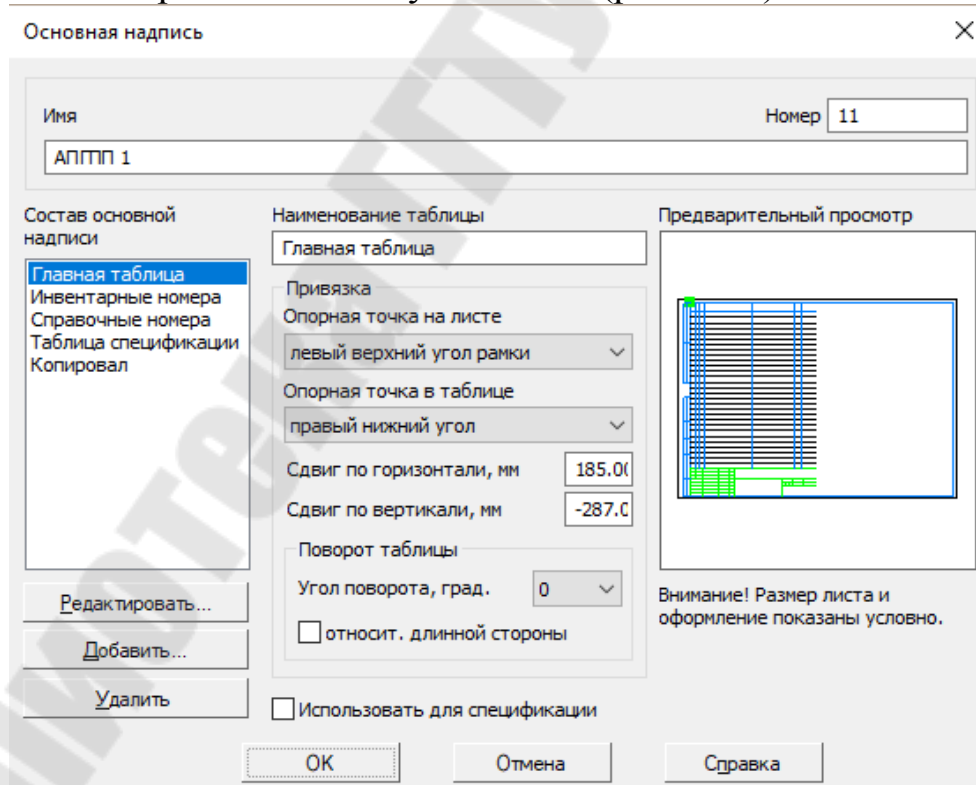 Основная надпись
Имя
Номер 11
АПГПП 1
Состав основной
надписи
Главная таблица
Инвентарные номера
Справочные номера
Таблица спецификации
Копировал
Редактировать...
Добавить...
Удалить
Наименование таблицы
Главная таблица
Привязка
Опорная точка на листе
левый верхний угол рамки
Опорная точка в таблице
правый нижний угол
Сдвиг по горизонтали, мм 185.0
Сдвиг по вертикали, мм -287.0
Поворот таблицы
Угол поворота, град. 0
относит. длинной стороны
Использовать для спецификации
Предварительный просмотр
Внимание! Размер листа и
оформление показаны условно.
OK Отмена Справка